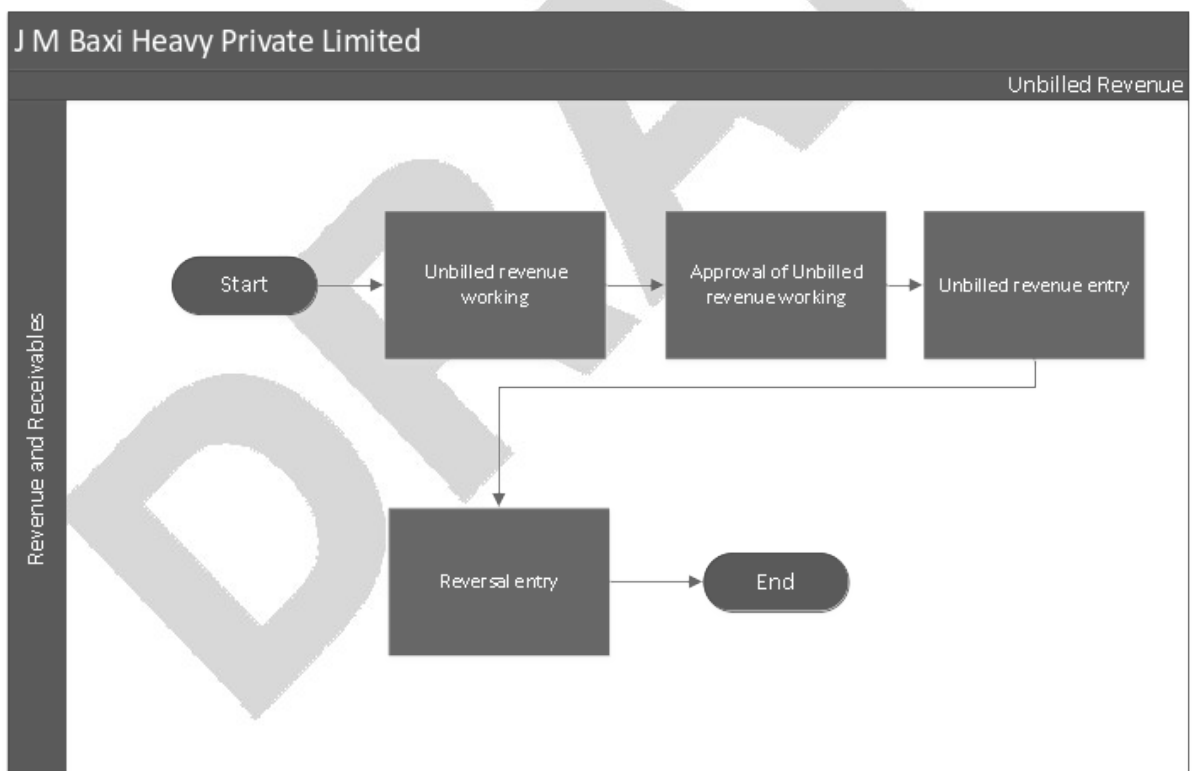 J M Baxi Heavy Private Limited
Unbilled Revenue
Revenue and Receivables
Start
Unbilled revenue
working
Approval of Unbilled
revenue working
Unbilled revenue entry
Reversal entry
End
DRA